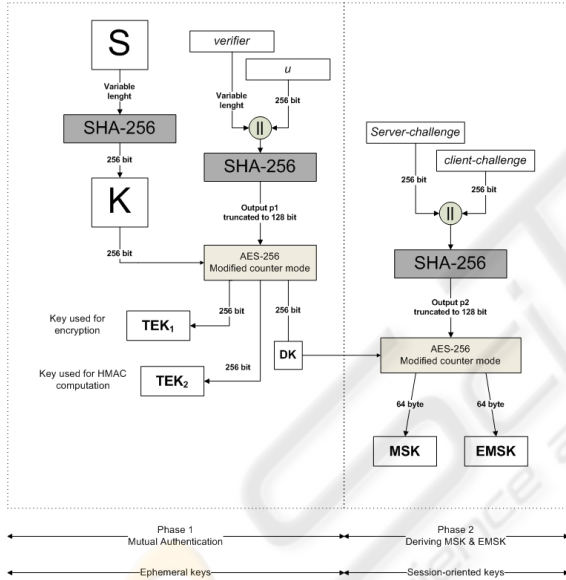 S
verifier
u
Variable
lenght
Variable
lenght
256 bit
||
SHA-256
SHA-256
256 bit
K
Output p1
truncated to 128 bit
256 bit
AES-256
Modified counter mode
256 bit
256 bit
Key used for
encryption
TEK₁
256 bit
DK
Key used for HMAC
computation
TEK₂
Server-challenge
client-challenge
256 bit
256 bit
||
SHA-256
Output p2
truncated to 128 bit
AES-256
Modified counter mode
64 byte
64 byte
MSK
EMSK
Phase 1
Mutual Authentication
Phase 2
Deriving MSK & EMSK
Ephemeral keys
Session-oriented keys